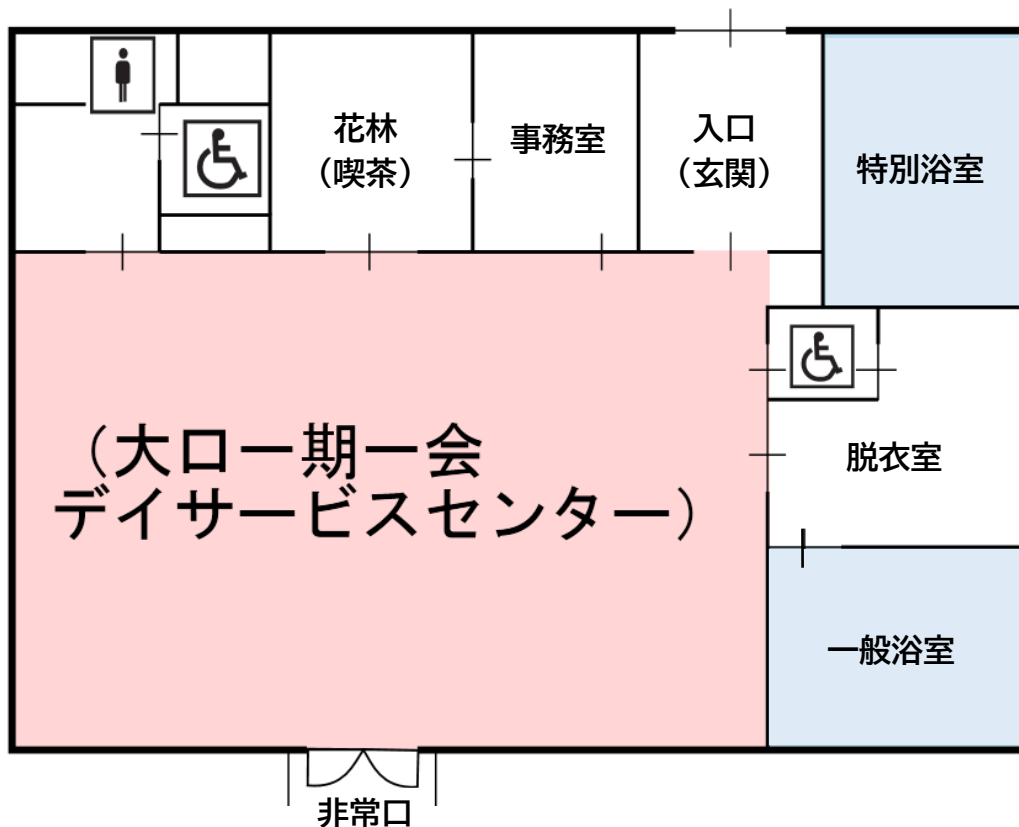 花林
(喫茶)
事務室
入口
(玄関)
特別浴室
(大口一期一会
デイサービスセンター)
脱衣室
一般浴室
非常口